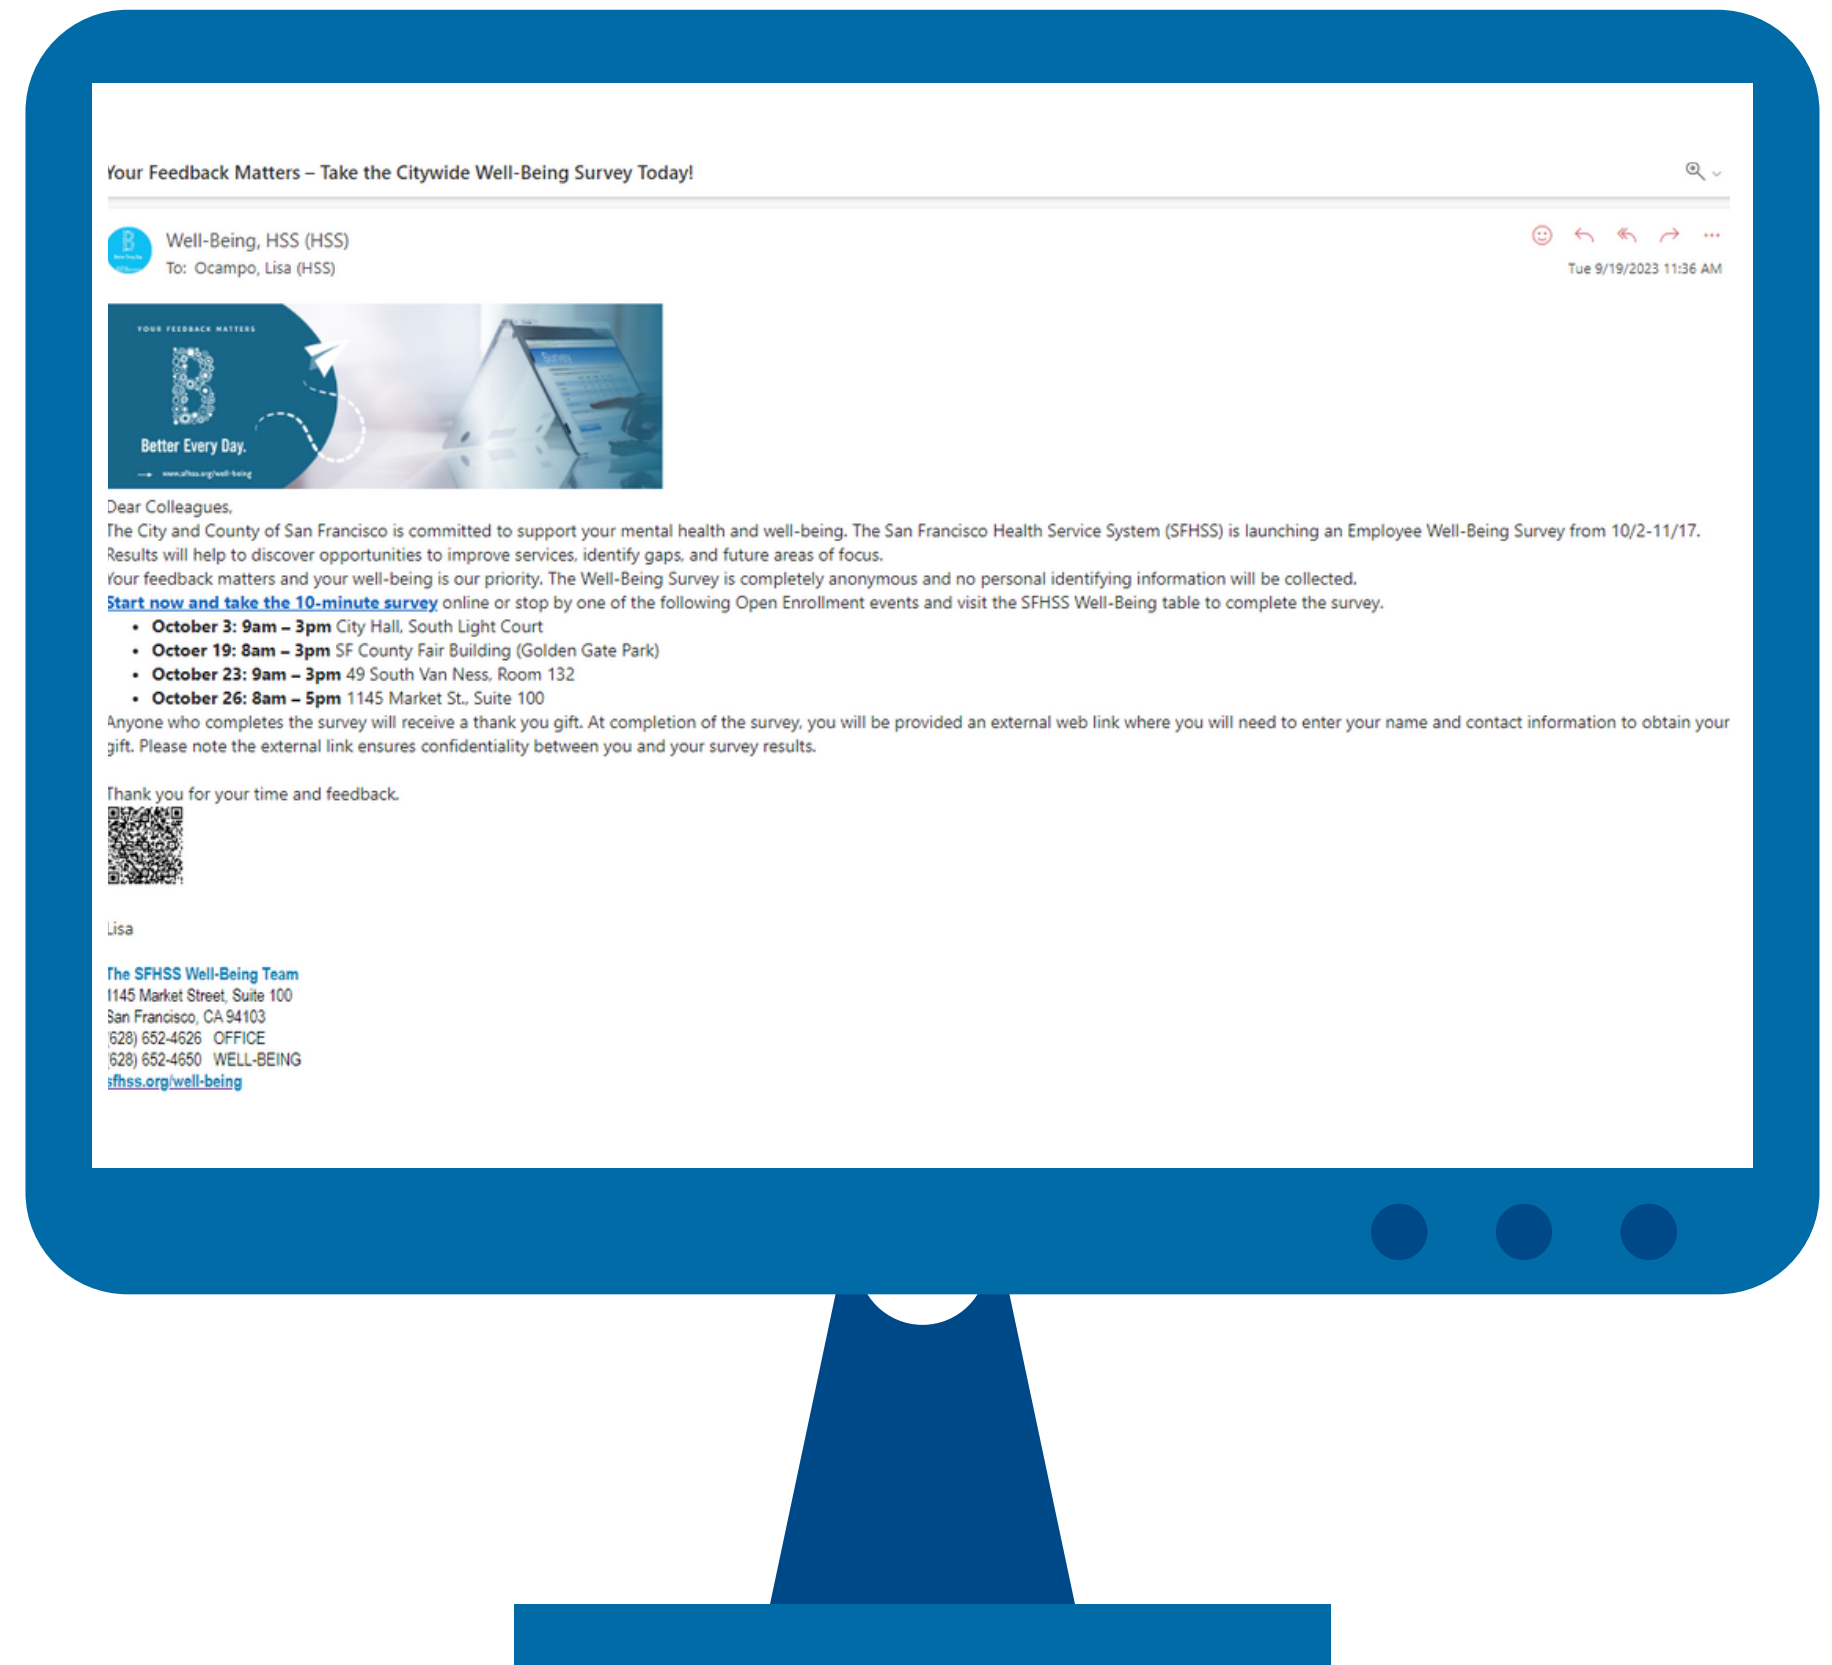 Your Feedback Matters – Take the Citywide Well-Being Survey Today!
Well-Being, HSS (HSS)
To: Ocampo, Lisa (HSS)
Tue 9/19/2023 11:36 AM
YOUR FEEDBACK MATTERS
B
Better Every Day.
www.sfhss.org/well-being
Survey
Dear Colleagues,
The City and County of San Francisco is committed to support your mental health and well-being. The San Francisco Health Service System (SFHSS) is launching an Employee Well-Being Survey from 10/2-11/17.
Results will help to discover opportunities to improve services, identify gaps, and future areas of focus.
Your feedback matters and your well-being is our priority. The Well-Being Survey is completely anonymous and no personal identifying information will be collected.
Start now and take the 10-minute survey online or stop by one of the following Open Enrollment events and visit the SFHSS Well-Being table to complete the survey.
• October 3: 9am – 3pm City Hall, South Light Court
• Octoer 19: 8am – 3pm SF County Fair Building (Golden Gate Park)
• October 23: 9am – 3pm 49 South Van Ness, Room 132
• October 26: 8am – 5pm 1145 Market St., Suite 100
Anyone who completes the survey will receive a thank you gift. At completion of the survey, you will be provided an external web link where you will need to enter your name and contact information to obtain your
gift. Please note the external link ensures confidentiality between you and your survey results.
Thank you for your time and feedback.
Lisa
The SFHSS Well-Being Team
1145 Market Street, Suite 100
San Francisco, CA 94103
(628) 652-4626 OFFICE
(628) 652-4650 WELL-BEING
sfhss.org/well-being